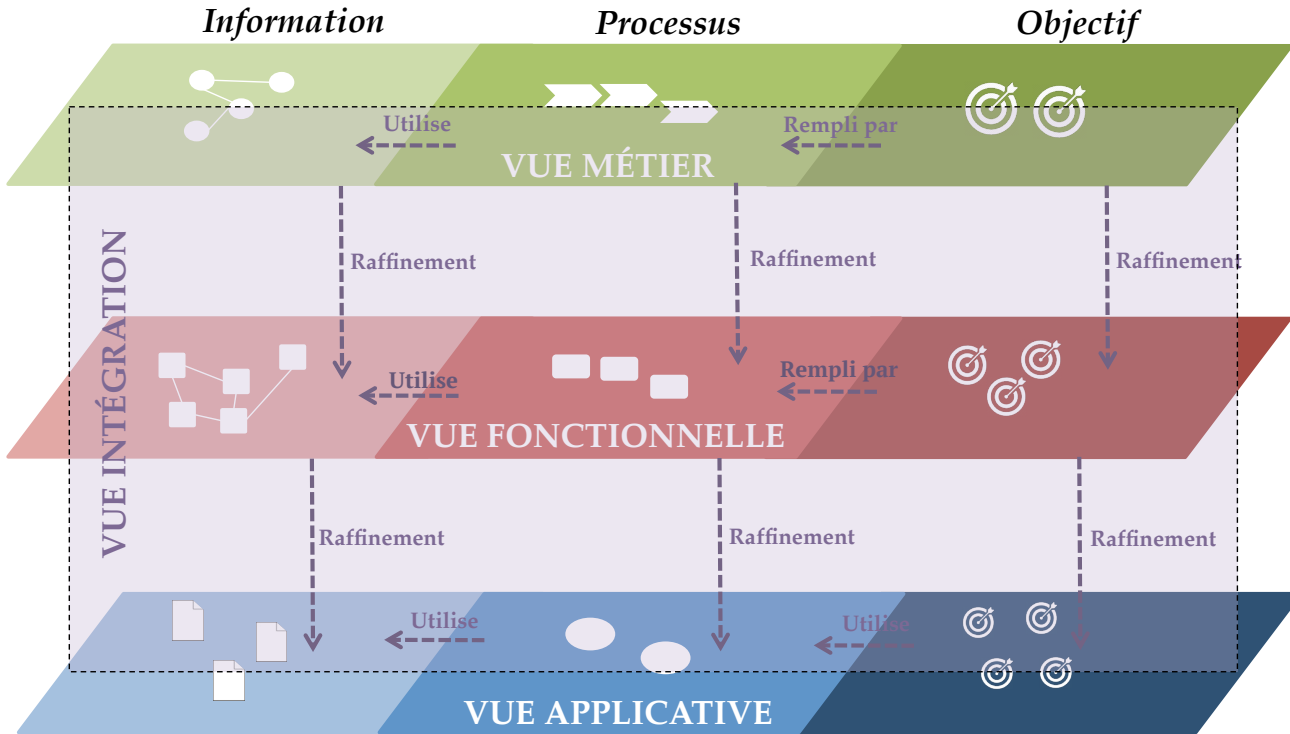 Information
Processus
Objectif
Utilise
Rempli par
VUE MÉTIER
VUE INTÉGRATION
Raffinement
Raffinement
Raffinement
Utilise
Rempli par
VUE FONCTIONNELLE
Raffinement
Raffinement
Raffinement
Utilise
Utilise
VUE APPLICATIVE